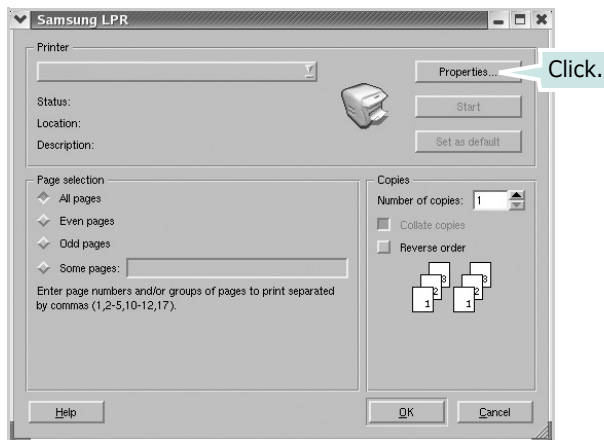 Samsung LPR
Printer
Properties...
Click.
Status:
Start
Location:
Description:
Set as default
Page selection
All pages
Even pages
Odd pages
Some pages:
Enter page numbers and/or groups of pages to print separated
by commas (1,2-5,10-12,17).
Copies
Number of copies: 1
Collate copies
Reverse order
3 3
2 2
1 1
Help
OK
Cancel